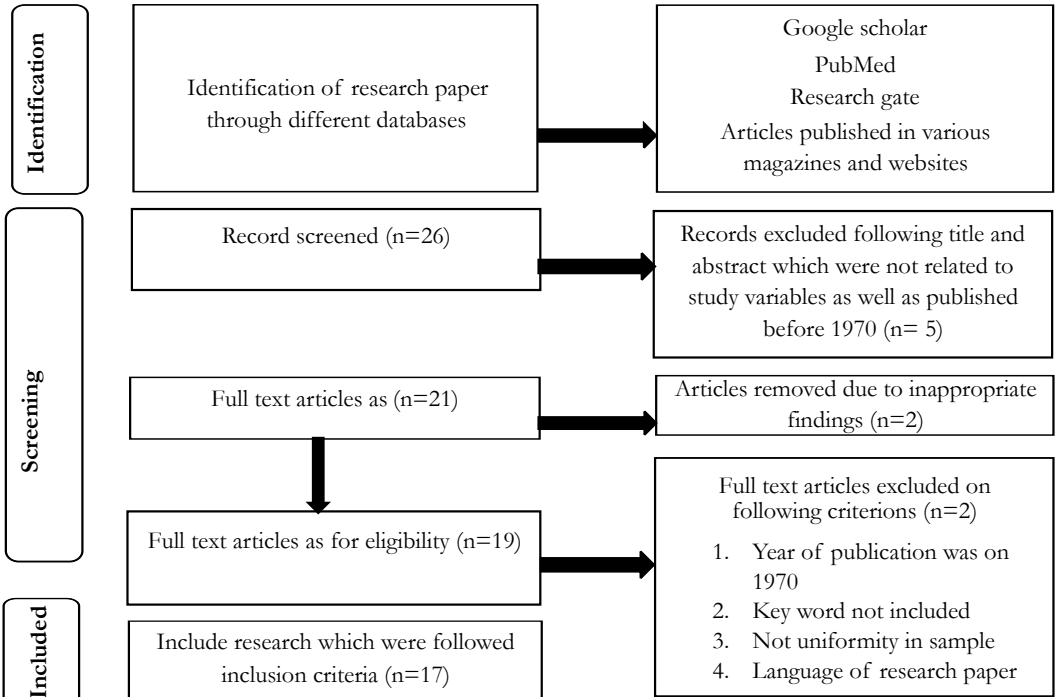 Identification
Identification of research paper
through different databases
Google scholar
PubMed
Research gate
Articles published in various
magazines and websites
Screening
Record screened (n=26)
Records excluded following title and
abstract which were not related to
study variables as well as published
before 1970 (n= 5)
Full text articles as (n=21)
Articles removed due to inappropriate
findings (n=2)
Full text articles as for eligibility (n=19)
Full text articles excluded on
following criterions (n=2)
1. Year of publication was on
1970
2. Key word not included
3. Not uniformity in sample
4. Language of research paper
Included
Include research which were followed
inclusion criteria (n=17)